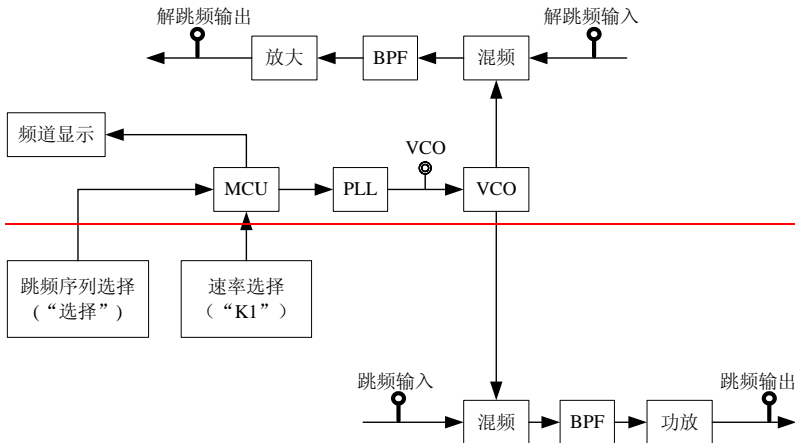 解跳频输出
解跳频输入
放大
BPF
混频
频道显示
VCO
MCU
PLL
VCO
跳频序列选择
(“选择”)
速率选择
（“K1”）
跳频输入
跳频输出
混频
BPF
功放